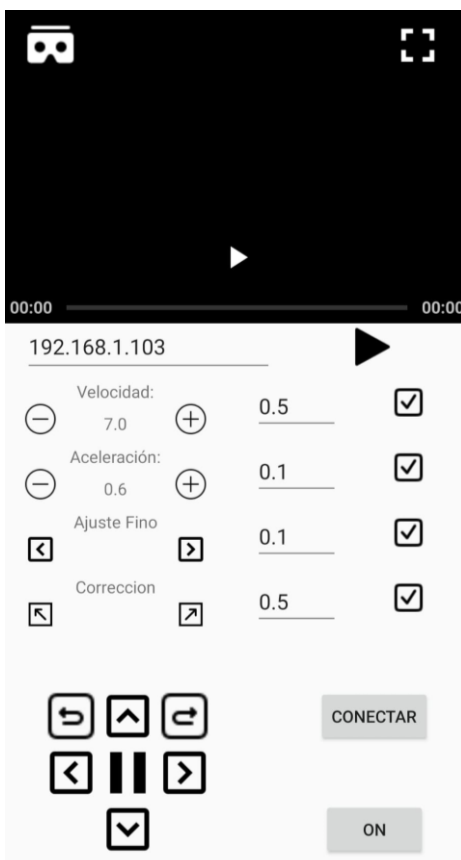 00:00 00:00
192.168.1.103
Velocidad:
7.0 0.5
Aceleración:
0.6 0.1
Ajuste Fino
0.1
Correccion
0.5
CONECTAR
ON